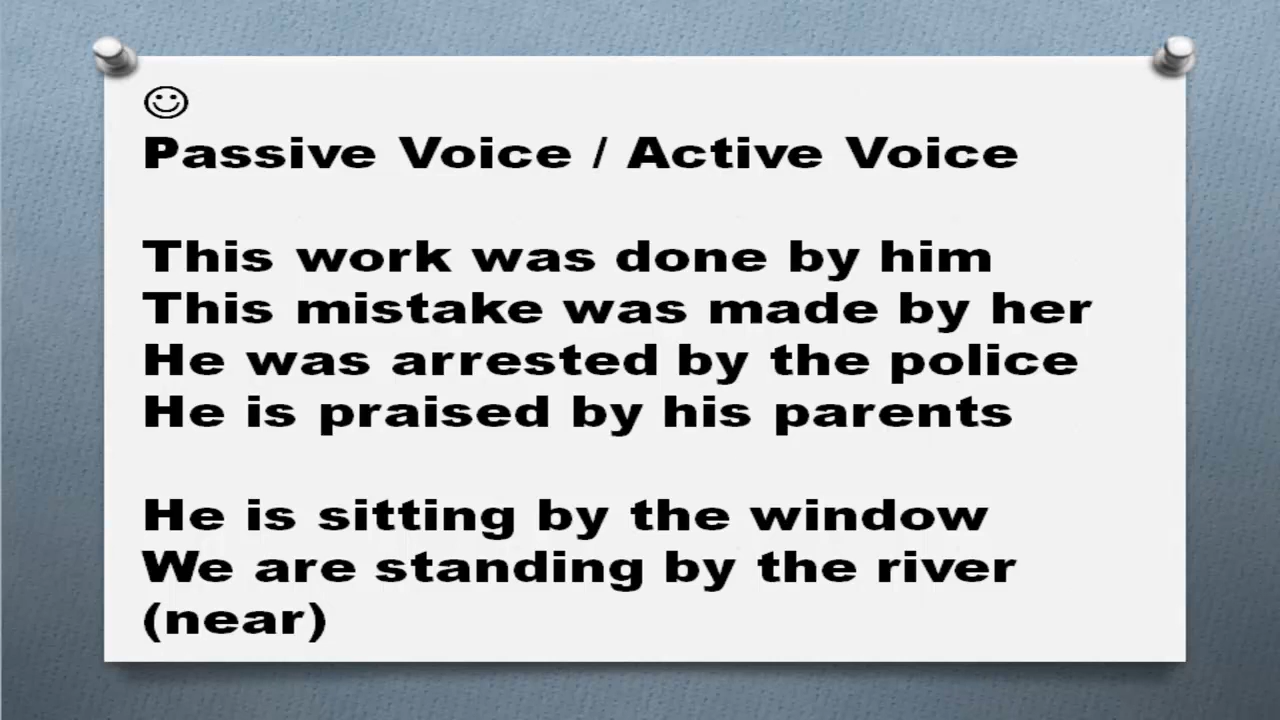 ☺
Passive Voice / Active Voice
This work was done by him
This mistake was made by her
He was arrested by the police
He is praised by his parents
He is sitting by the window
We are standing by the river
(near)